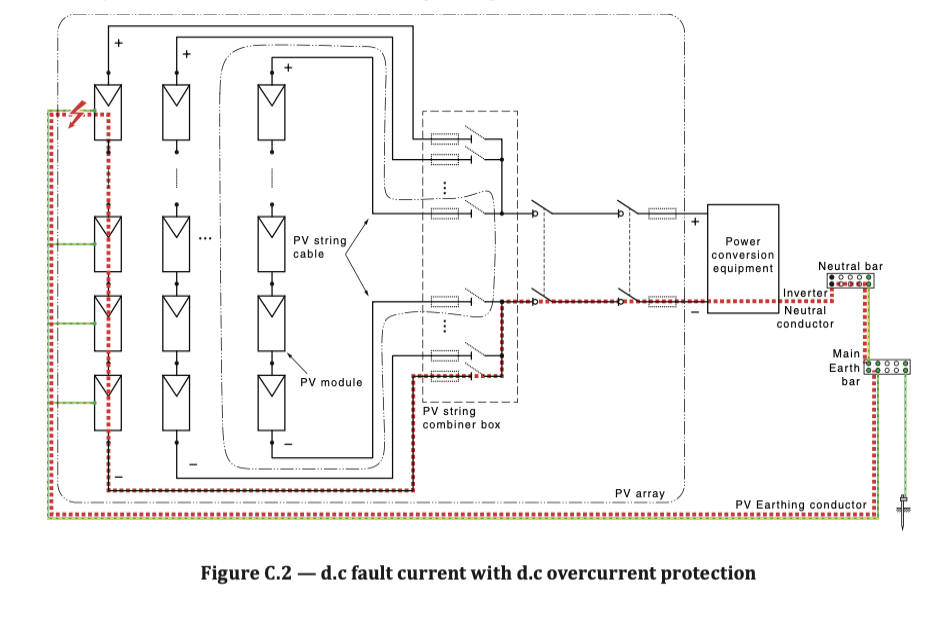 +
+
+
PV string
cable
+
Power
conversion
equipment
Neutral bar
Inverter
Neutral
conductor
−
Main
Earth
bar
PV module
PV string
combiner box
−
−
−
PV array
PV Earthing conductor
Figure C.2 — d.c fault current with d.c overcurrent protection